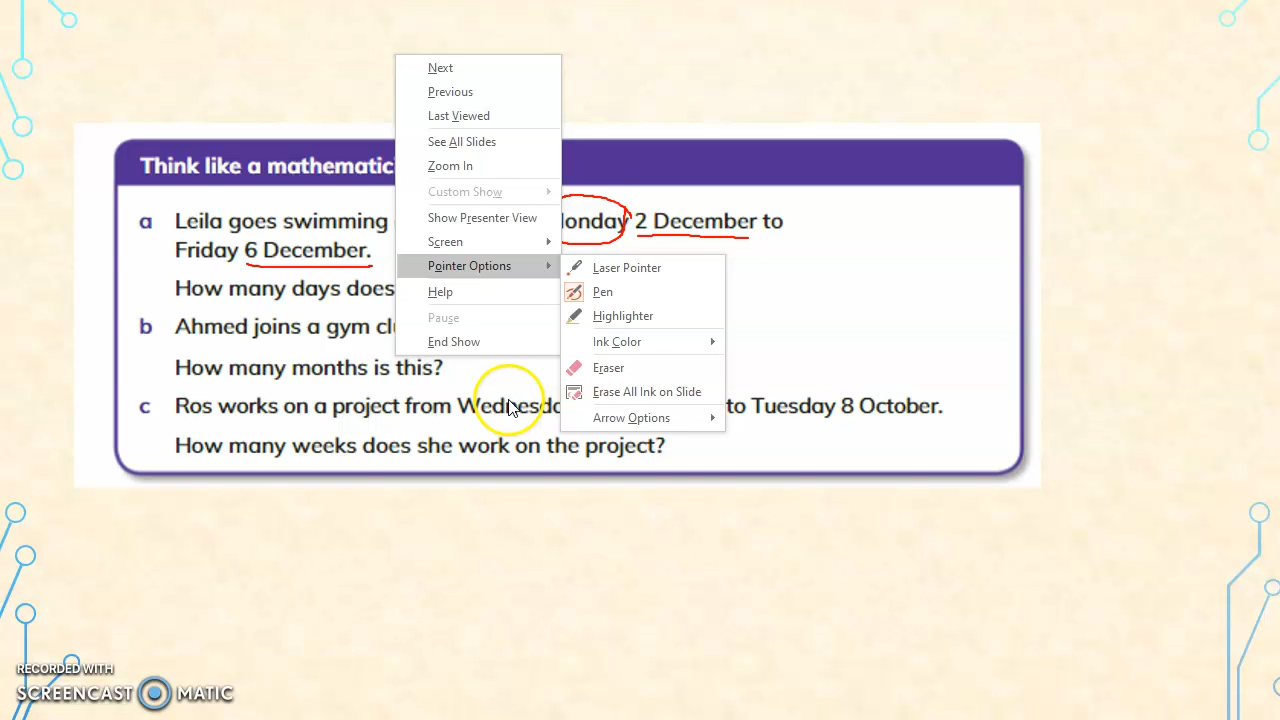 Next
Previous
Last Viewed
See All Slides
Zoom In
Custom Show
Show Presenter View
Screen
Pointer Options
Help
Pause
End Show
Laser Pointer
Pen
Highlighter
Ink Color
Eraser
Erase All Ink on Slide
Arrow Options
Think like a mathematic
a Leila goes swimming onday 2 December to
Friday 6 December.
How many days does
b Ahmed joins a gym
How many months is this?
c Ros works on a project from Wednesd to Tuesday 8 October.
How many weeks does she work on the project?
RECORDED WITH
SCREENCAST MATIC